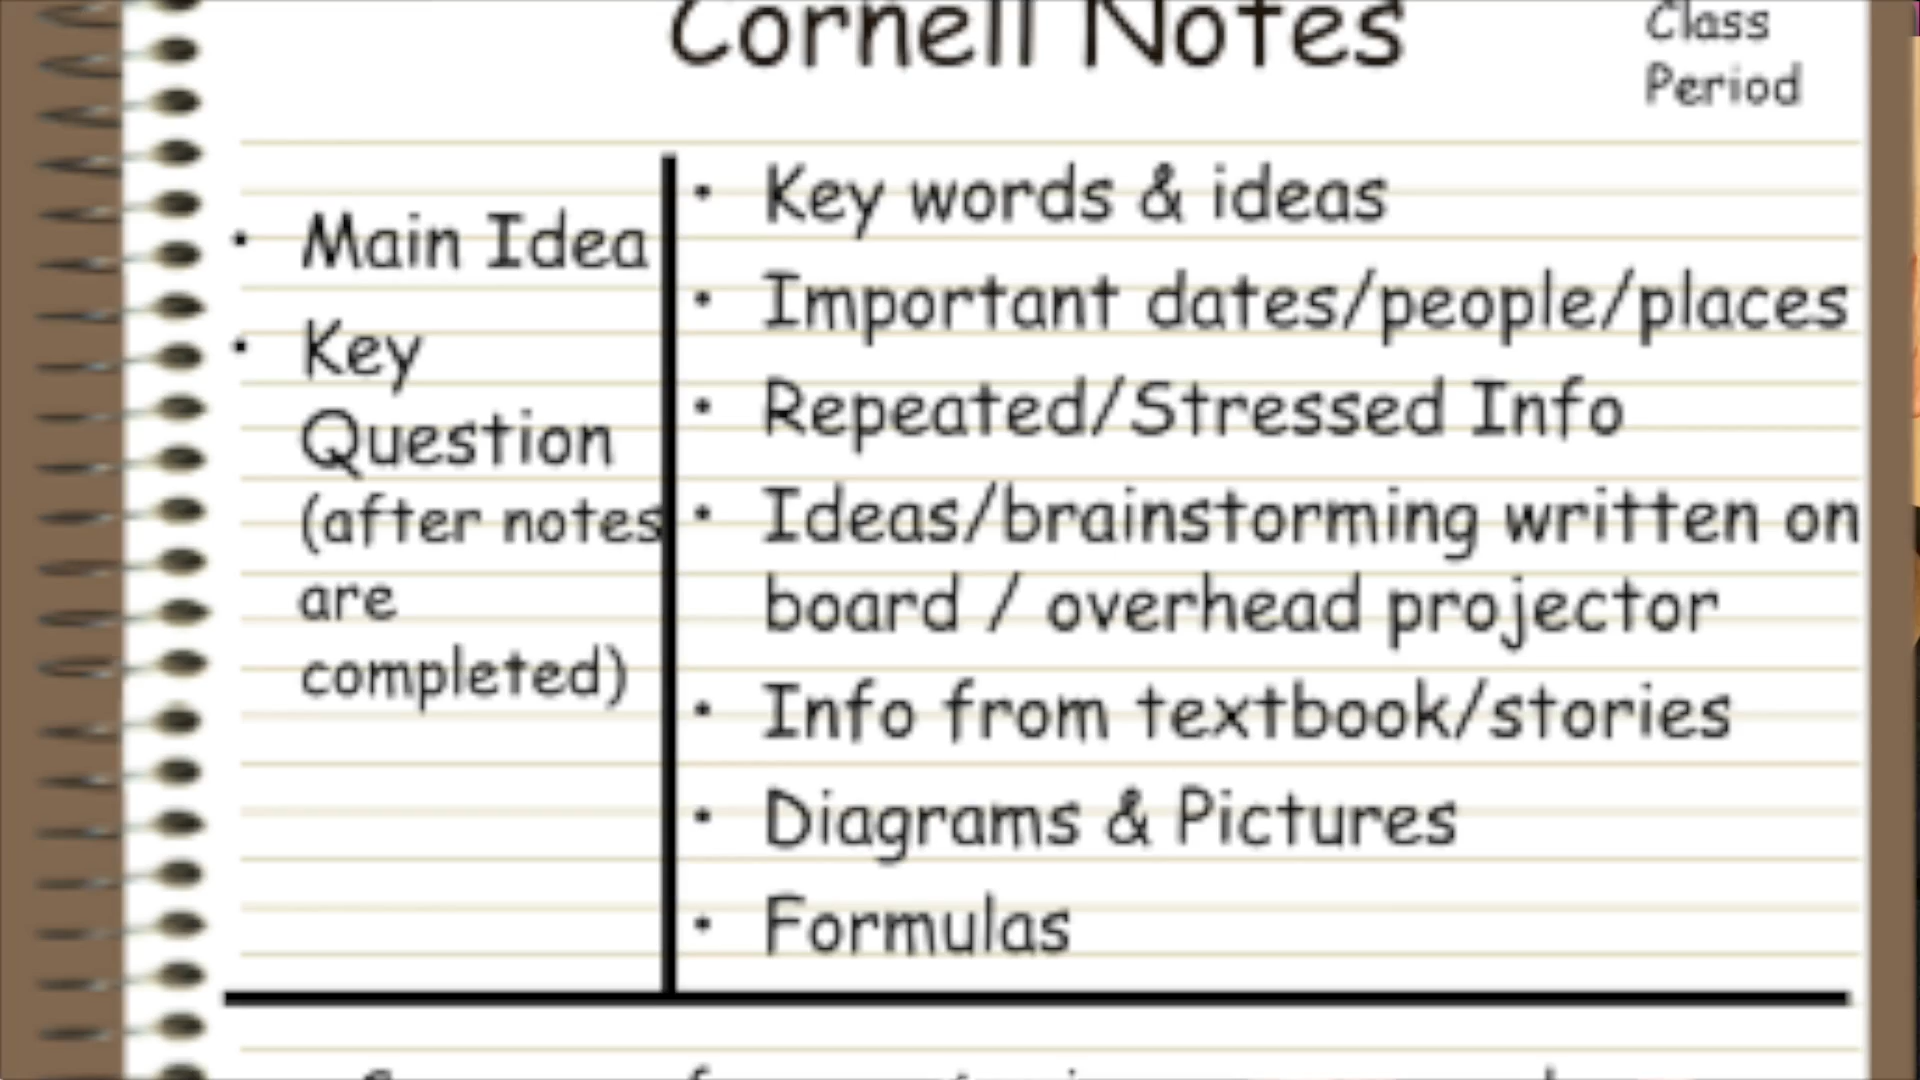 Cornell Notes
Class
Period
• Main Idea
• Key
Question
(after notes
are
completed)
• Key words & ideas
• Important dates/people/places
• Repeated/Stressed Info
• Ideas/brainstorming written on
board / overhead projector
• Info from textbook/stories
• Diagrams & Pictures
• Formulas